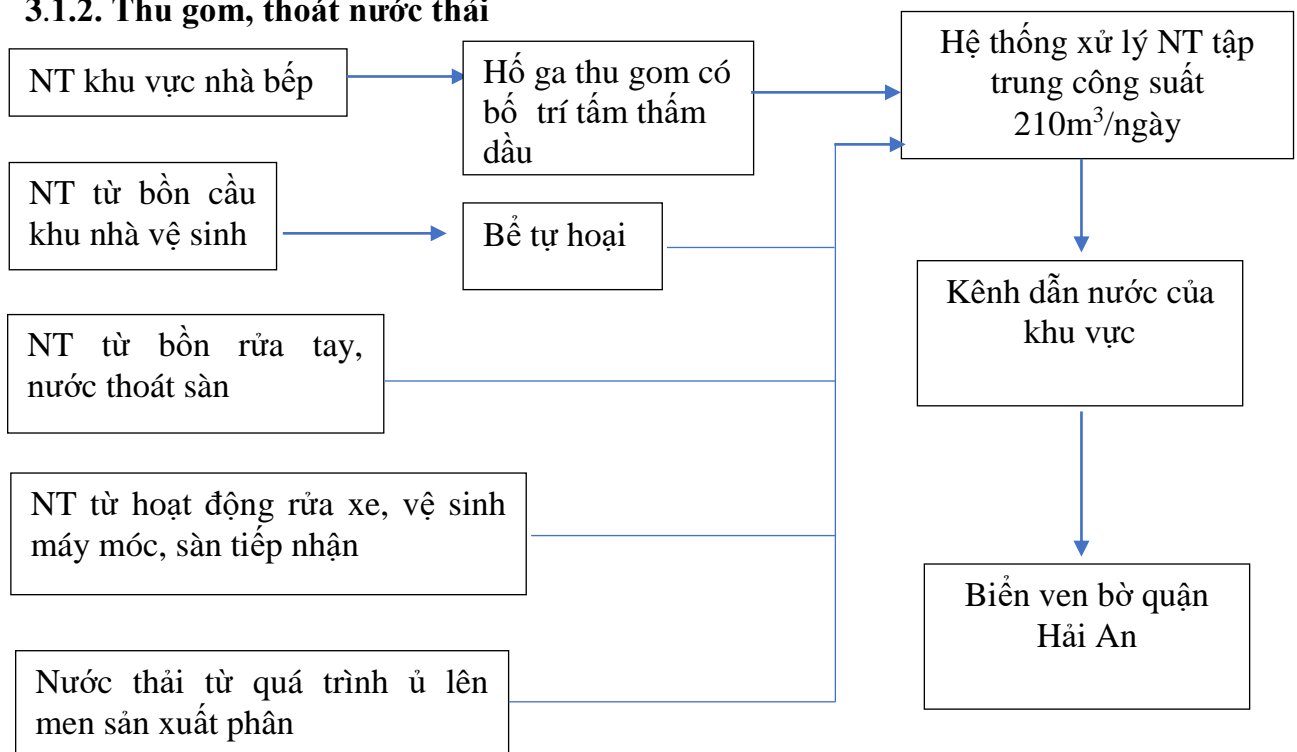 3.1.2. Thu gom, thoát nước thải
NT khu vực nhà bếp
Hố ga thu gom có
bố trí tấm thấm
dầu
Hệ thống xử lý NT tập
trung công suất
210m³/ngày
NT từ bồn cầu
khu nhà vệ sinh
Bể tự hoại
Kênh dẫn nước của
khu vực
NT từ bồn rửa tay,
nước thoát sàn
NT từ hoạt động rửa xe, vệ sinh
máy móc, sàn tiếp nhận
Biển ven bờ quận
Hải An
Nước thải từ quá trình ủ lên
men sản xuất phân